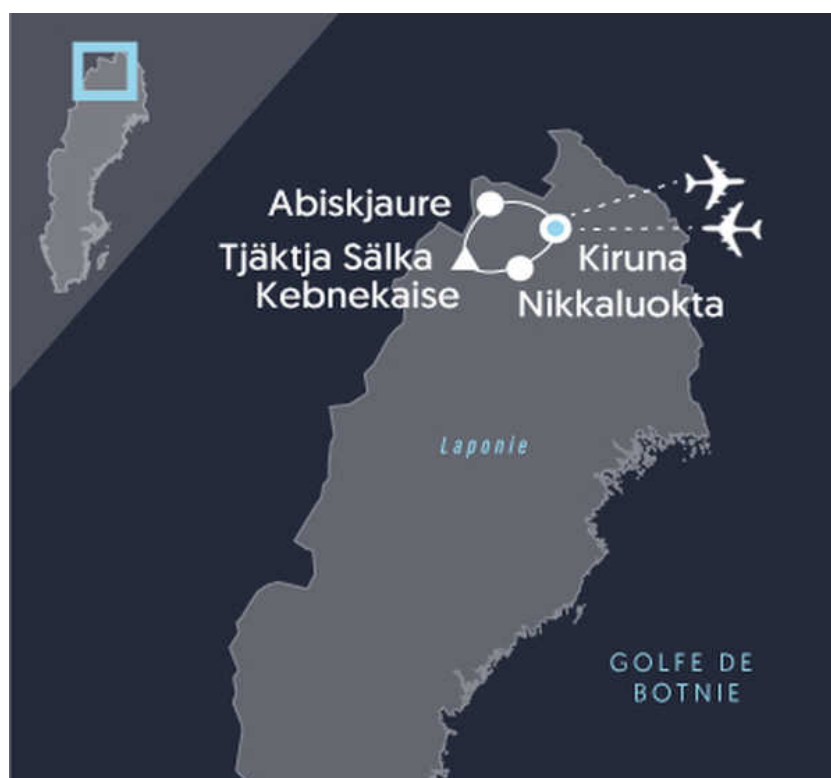 Abiskjaure
Tjäktja Sälka
Kebnekaise
Kiruna
Nikkaluokta
Laponie
GOLFE DE
BOTNIE